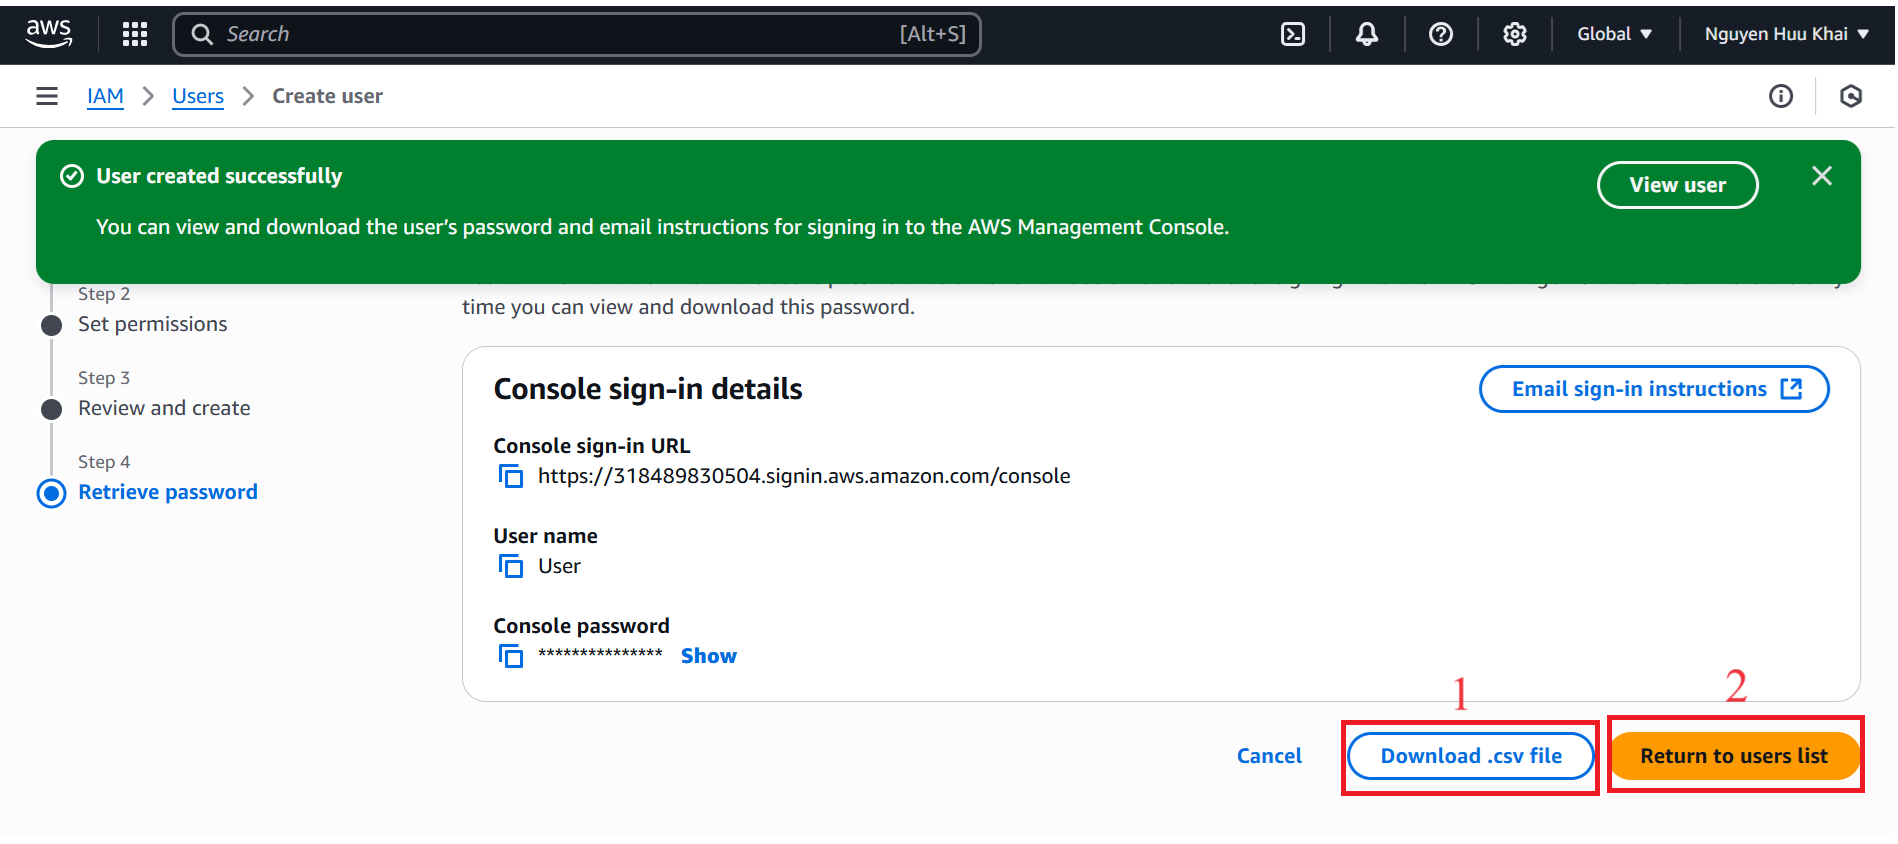 aws
Search [Alt+S]
Global
Nguyen Huu Khai
IAM
Users
Create user
User created successfully
View user
You can view and download the user’s password and email instructions for signing in to the AWS Management Console.
Step 2
Set permissions
Step 3
Review and create
Step 4
Retrieve password
time you can view and download this password.
Console sign-in details
Email sign-in instructions
Console sign-in URL
https://318489830504.signin.aws.amazon.com/console
User name
User
Console password
*************** Show
1
2
Cancel
Download .csv file
Return to users list